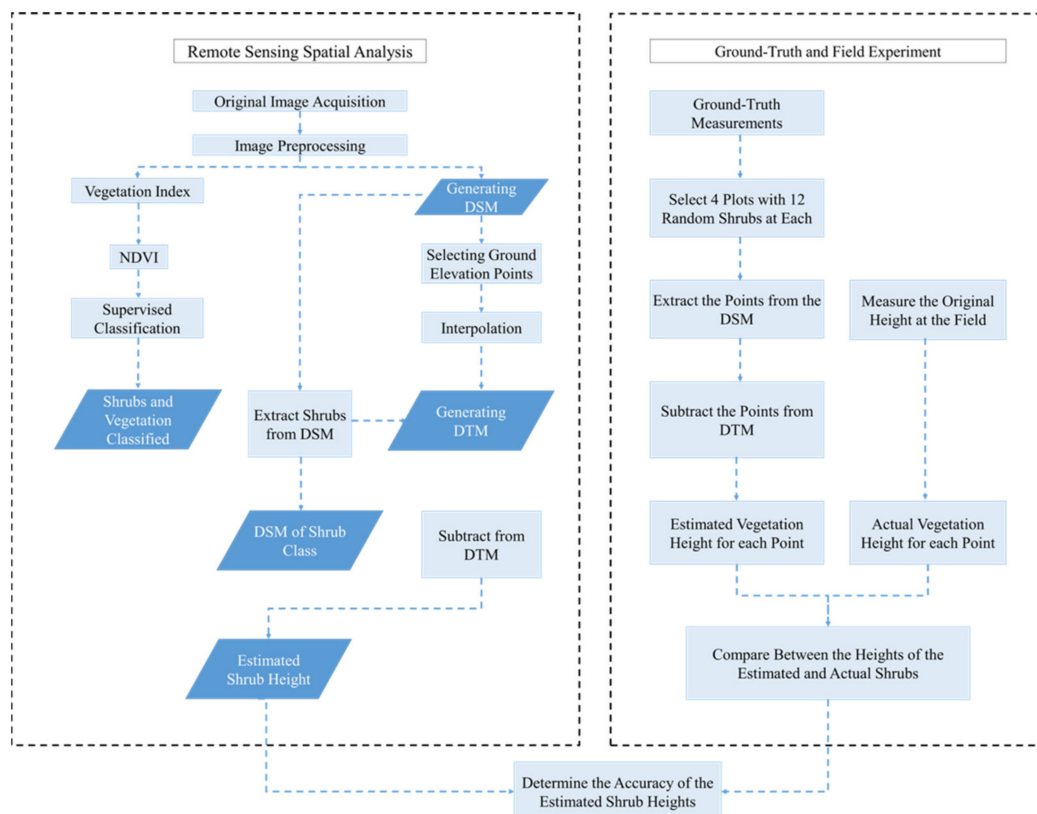 Remote Sensing Spatial Analysis
Original Image Acquisition
Image Preprocessing
Vegetation Index
Generating
DSM
NDVI
Selecting Ground
Elevation Points
Supervised
Classification
Interpolation
Shrubs and
Vegetation
Classified
Extract Shrubs
from DSM
Generating
DTM
DSM of Shrub
Class
Subtract from
DTM
Estimated
Shrub Height
Ground-Truth and Field Experiment
Ground-Truth
Measurements
Select 4 Plots with 12
Random Shrubs at Each
Extract the Points from the
DSM
Measure the Original
Height at the Field
Subtract the Points from
DTM
Estimated Vegetation
Height for each Point
Actual Vegetation
Height for each Point
Compare Between the Heights of the
Estimated and Actual Shrubs
Determine the Accuracy of the
Estimated Shrub Heights